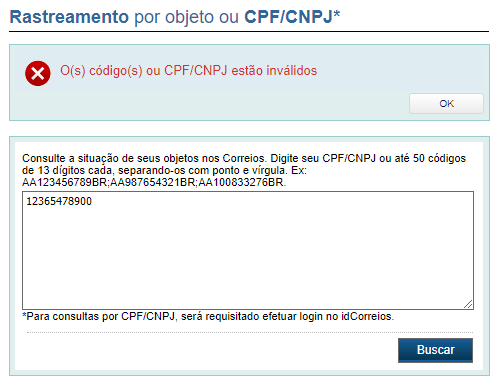 Rastreamento por objeto ou CPF/CNPJ*
O(s) código(s) ou CPF/CNPJ estão inválidos
OK
Consulte a situação de seus objetos nos Correios. Digite seu CPF/CNPJ ou até 50 códigos
de 13 dígitos cada, separando-os com ponto e vírgula. Ex:
AA123456789BR;AA987654321BR;AA100833276BR.
12365478900
*Para consultas por CPF/CNPJ, será requisitado efetuar login no idCorreios.
Buscar